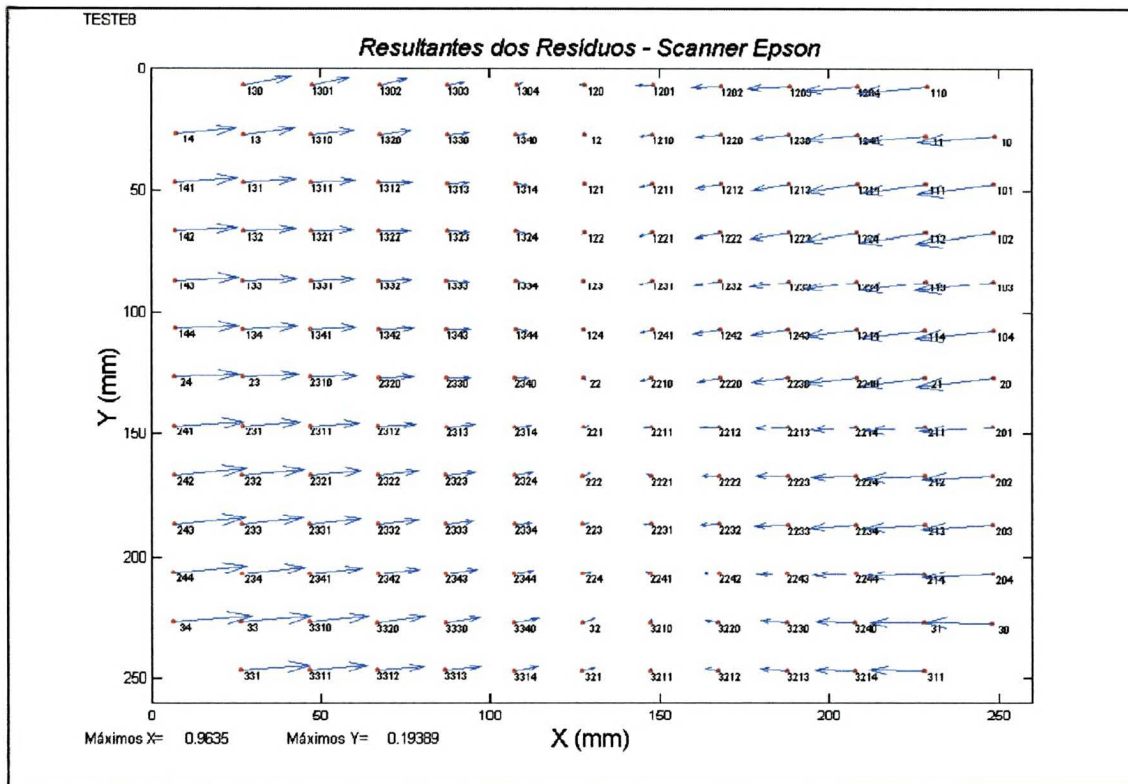 TESTE8
Resultantes dos Resíduos - Scanner Epson
0
130 1301 1302 1303 1304 120 1201 1202 1203 1204 110
14 13 1310 1320 1330 1340 12 1210 1220 1230 1240 11 10
50
141 131 1311 1312 1313 1314 121 1211 1212 1213 1214 111 101
142 132 1321 1322 1323 1324 122 1221 1222 1223 1224 112 102
143 133 1331 1332 1333 1334 123 1231 1232 1233 1234 113 103
100
144 134 1341 1342 1343 1344 124 1241 1242 1243 114 104
24 23 2310 2320 2330 2340 22 2210 2220 2230 2240 21 20
Y (mm)
150
241 231 2311 2312 2313 2314 221 2211 2212 2213 2214 211 201
242 232 2321 2322 2323 2324 222 2221 2222 2223 2224 212 202
243 233 2331 2332 2333 2334 223 2231 2232 2233 2234 213 203
200
244 234 2341 2342 2343 2344 224 2241 2242 2243 2244 214 204
34 33 3310 3320 3330 3340 32 3210 3220 3230 3240 31 30
331 3311 3312 3313 3314 321 3211 3212 3213 3214 311
250
0 50 100 150 200 250
Máximos X= 0.9635 Máximos Y= 0.19389 X (mm)